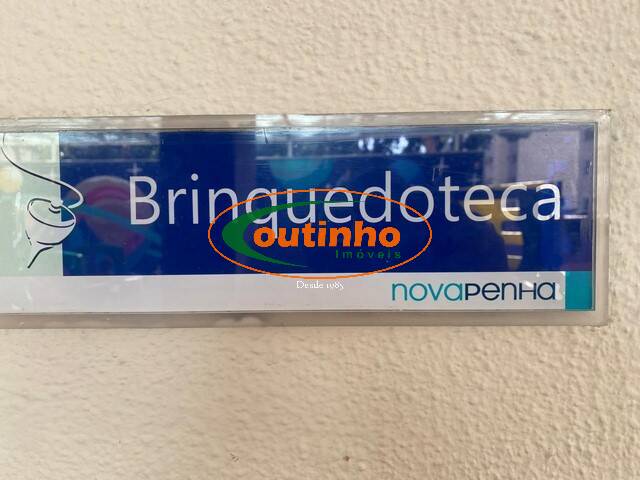 Brinquedoteca
Coutinho
Imóveis
Desde 1985
novaPenHa